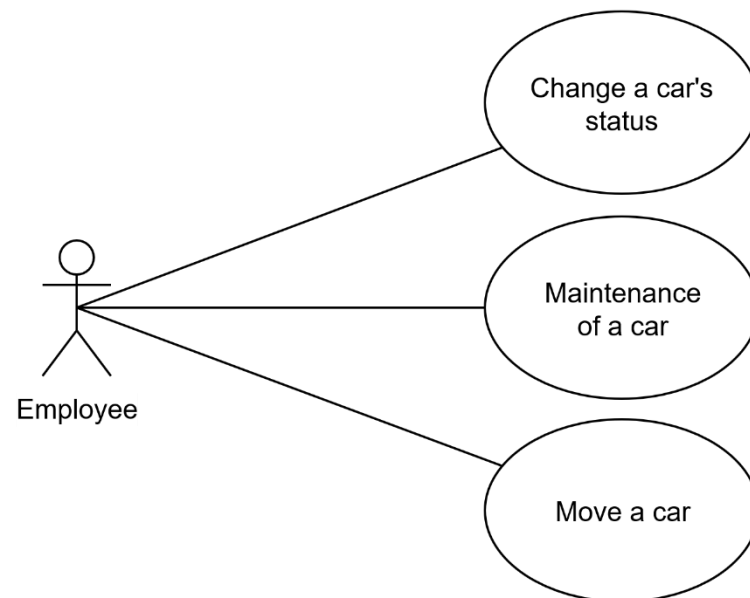 Change a car's
status
Maintenance
of a car
Employee
Move a car